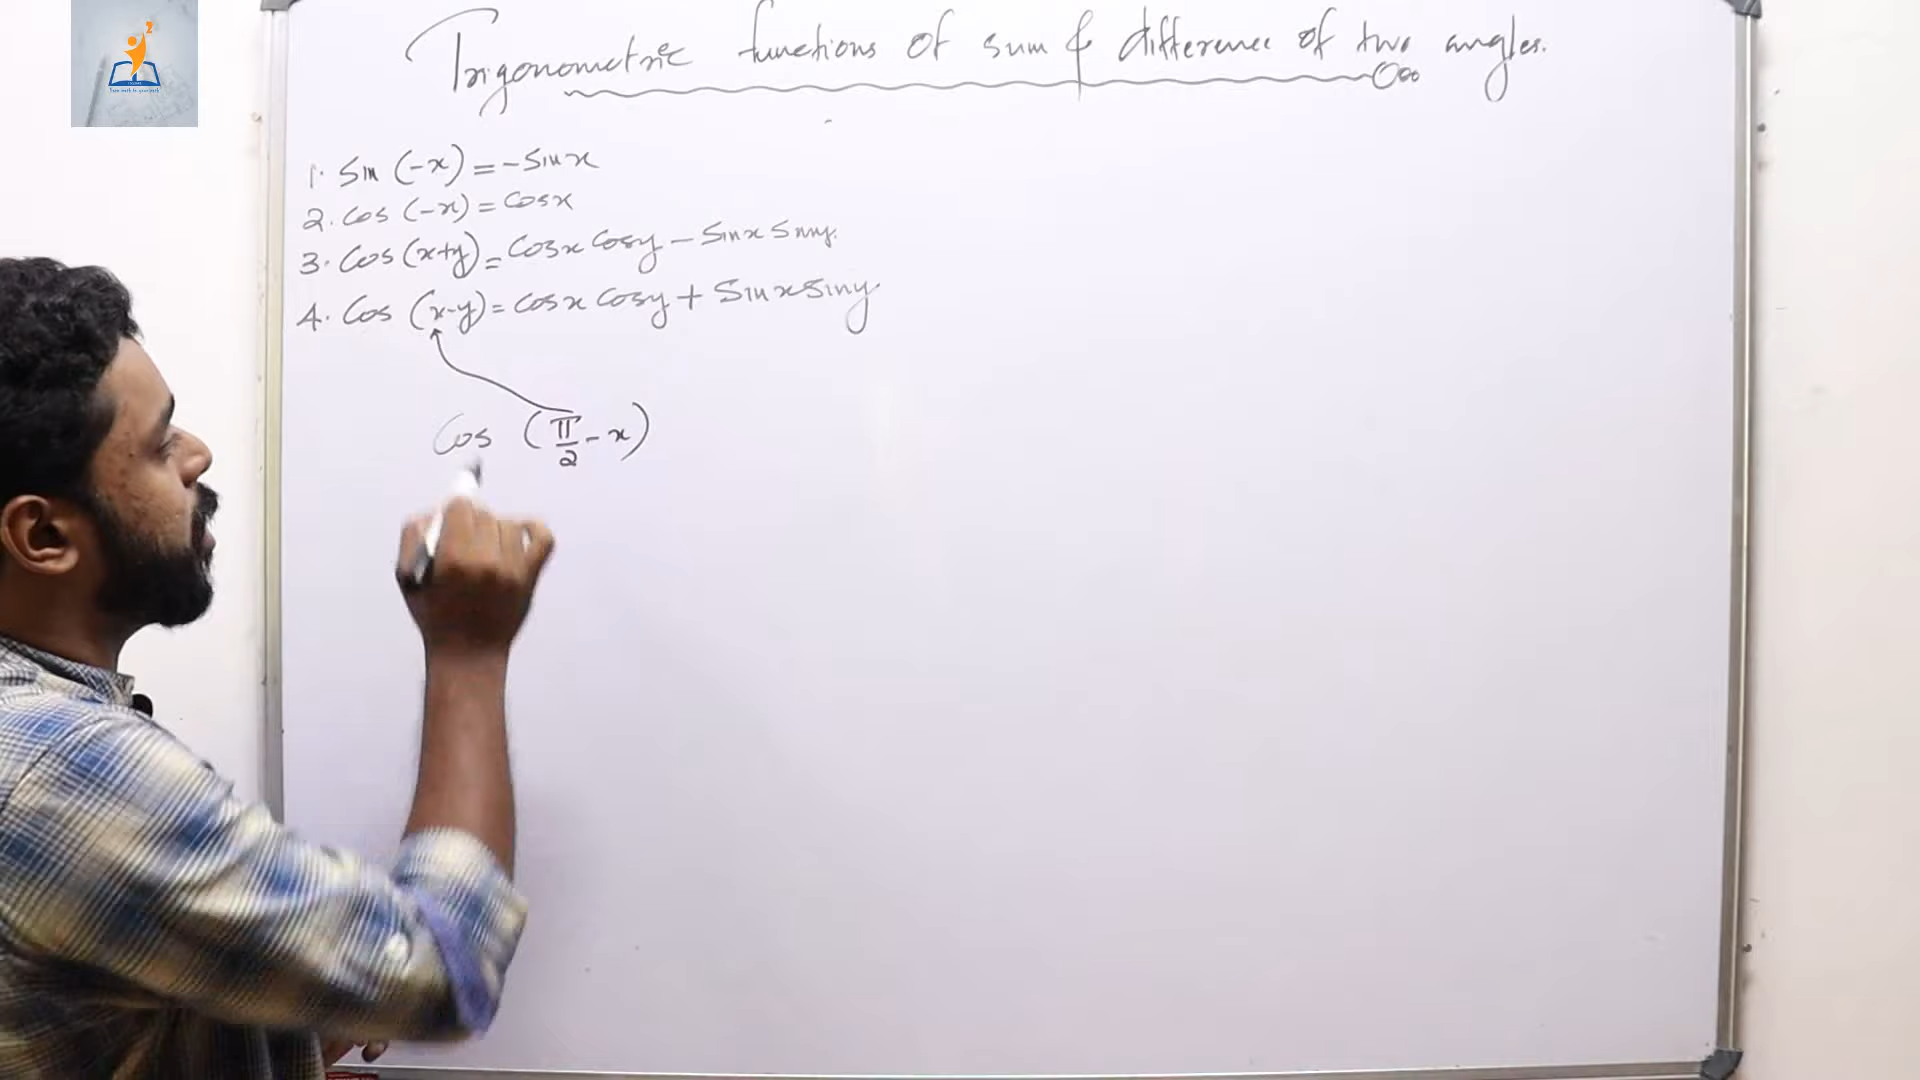 Trigonometric functions of sum & difference of two angles.
1. Sin (-x) = -Sin x
2. Cos (-x) = Cosx
3. Cos (x+y) = Cosx Cosy - Sinx Siny.
4. Cos (x-y) = Cosx Cosy + Sinx Siny.
Cos (π/2 - x)